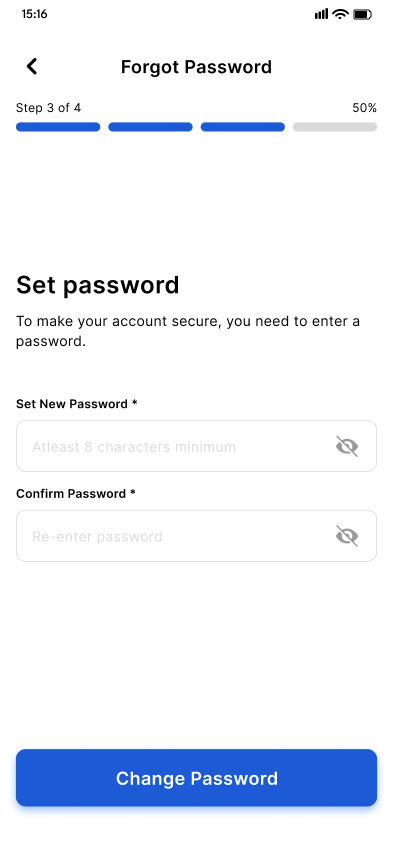 15:16
Forgot Password
Step 3 of 4 50%
Set password
To make your account secure, you need to enter a
password.
Set New Password *
Atleast 8 characters minimum
Confirm Password *
Re-enter password
Change Password